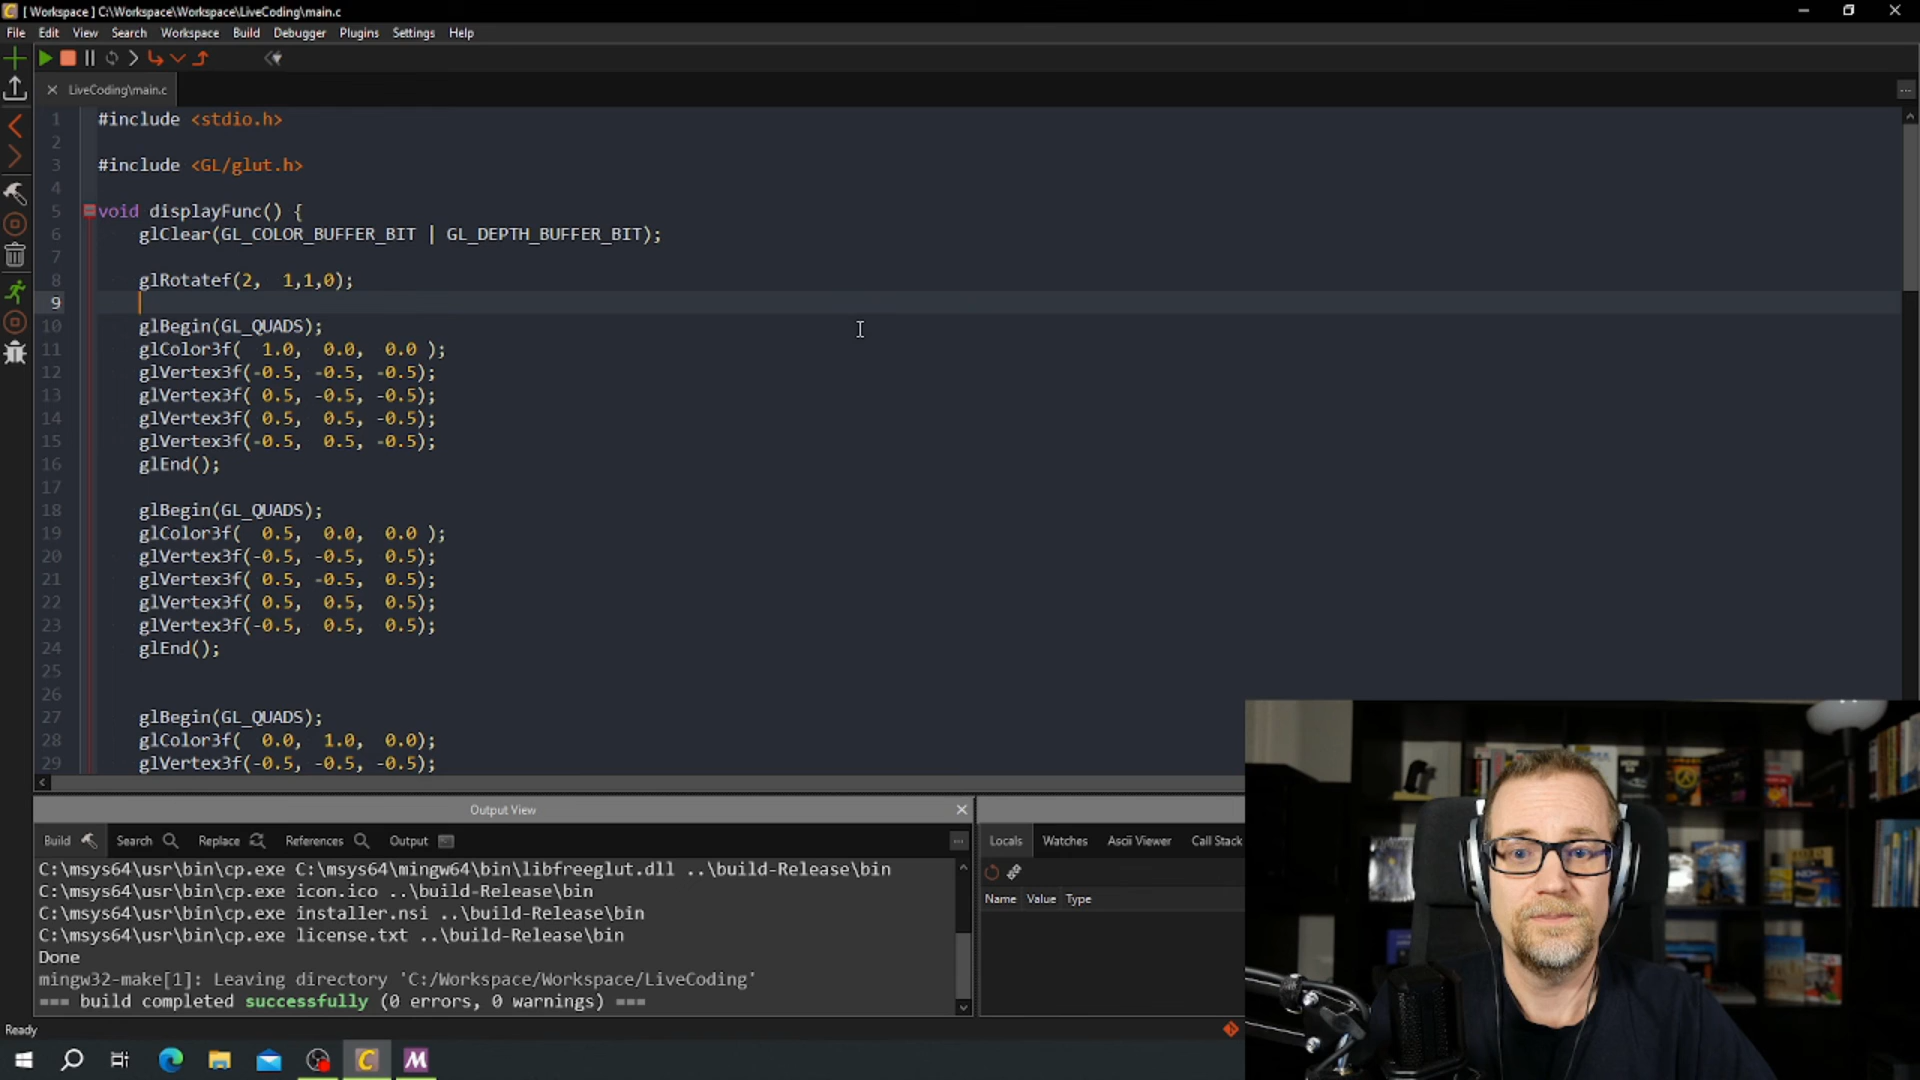 [ Workspace ] C:\Workspace\Workspace\LiveCoding\main.c
File Edit View Search Workspace Build Debugger Plugins Settings Help
LiveCoding\main.c
1 #include <stdio.h>
2
3 #include <GL/glut.h>
4
5 void displayFunc() {
6 glClear(GL_COLOR_BUFFER_BIT | GL_DEPTH_BUFFER_BIT);
7
8 glRotatef(2,  1,1,0);
9
10 glBegin(GL_QUADS);
11 glColor3f(  1.0,  0.0,  0.0 );
12 glVertex3f(-0.5, -0.5, -0.5);
13 glVertex3f( 0.5, -0.5, -0.5);
14 glVertex3f( 0.5,  0.5, -0.5);
15 glVertex3f(-0.5,  0.5, -0.5);
16 glEnd();
17
18 glBegin(GL_QUADS);
19 glColor3f(  0.5,  0.0,  0.0 );
20 glVertex3f(-0.5, -0.5,  0.5);
21 glVertex3f( 0.5, -0.5,  0.5);
22 glVertex3f( 0.5,  0.5,  0.5);
23 glVertex3f(-0.5,  0.5,  0.5);
24 glEnd();
25
26
27 glBegin(GL_QUADS);
28 glColor3f(  0.0,  1.0,  0.0);
29 glVertex3f(-0.5, -0.5, -0.5);
Output View
Build Search Replace References Output
C:\msys64\usr\bin\cp.exe C:\msys64\mingw64\bin\libfreeglut.dll ..\build-Release\bin
C:\msys64\usr\bin\cp.exe icon.ico ..\build-Release\bin
C:\msys64\usr\bin\cp.exe installer.nsi ..\build-Release\bin
C:\msys64\usr\bin\cp.exe license.txt ..\build-Release\bin
Done
mingw32-make[1]: Leaving directory 'C:/Workspace/Workspace/LiveCoding'
=== build completed successfully (0 errors, 0 warnings) ===
Locals Watches Ascii Viewer Call Stack
Name Value Type
Ready